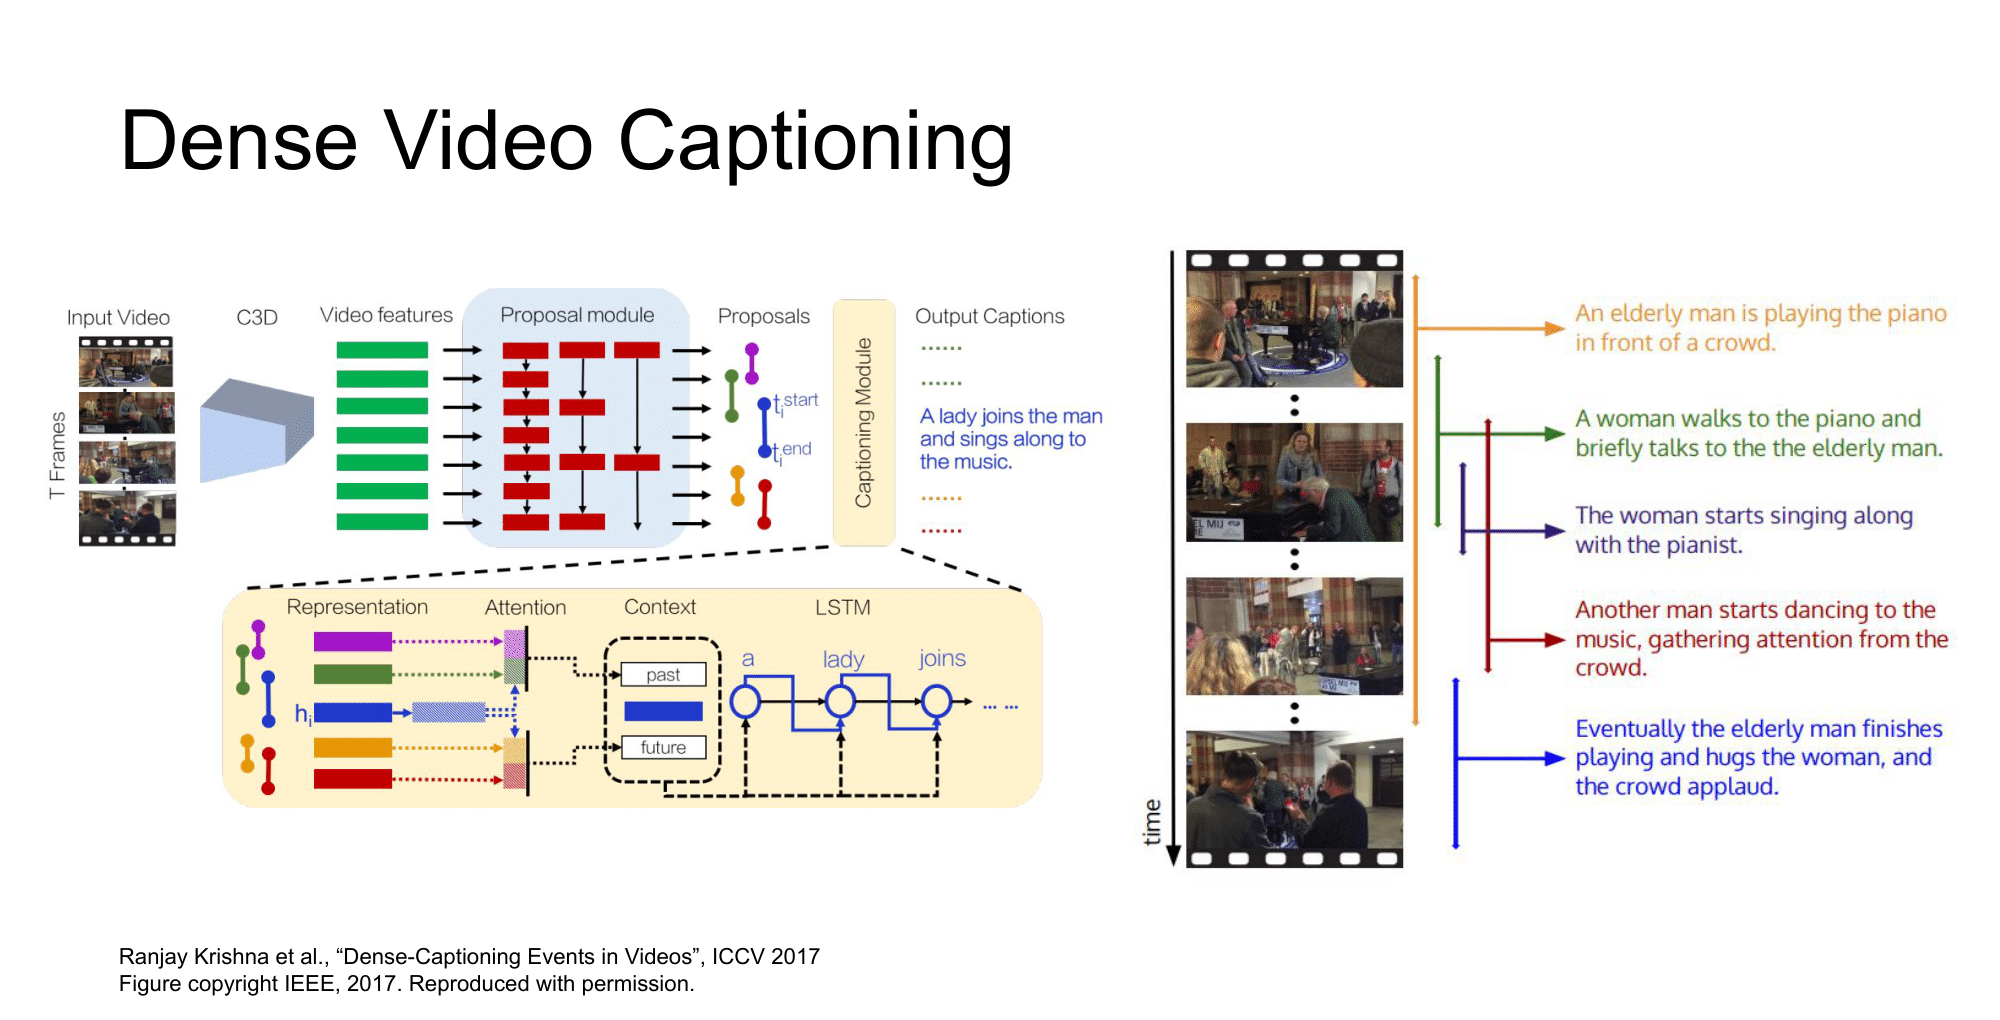 Dense Video Captioning
Input Video
C3D
Video features
Proposal module
Proposals
Captioning Module
Output Captions
T Frames
t_i^start
t_i^end
......
......
A lady joins the man
and sings along to
the music.
......
......
Representation
Attention
Context
LSTM
h_i
past
future
a
lady
joins
... ...
time
An elderly man is playing the piano
in front of a crowd.
A woman walks to the piano and
briefly talks to the the elderly man.
The woman starts singing along
with the pianist.
Another man starts dancing to the
music, gathering attention from the
crowd.
Eventually the elderly man finishes
playing and hugs the woman, and
the crowd applaud.
Ranjay Krishna et al., “Dense-Captioning Events in Videos”, ICCV 2017
Figure copyright IEEE, 2017. Reproduced with permission.